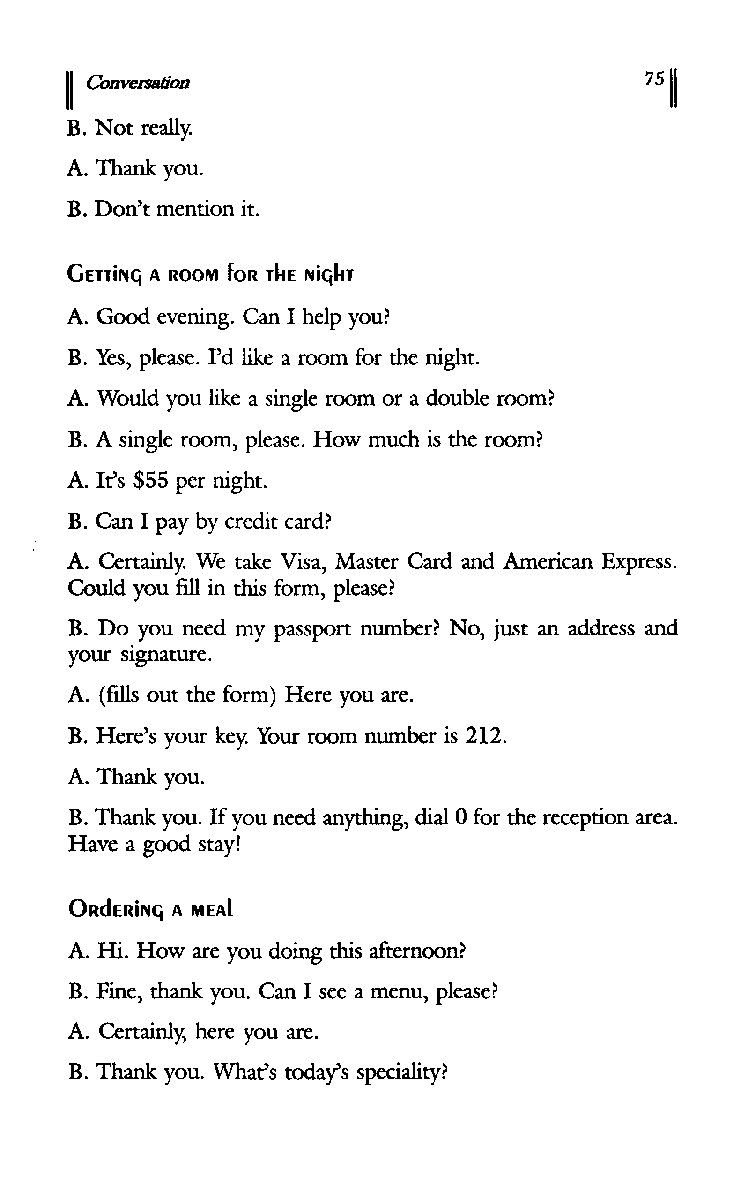 Conversation 75
B. Not really.
A. Thank you.
B. Don't mention it.
Getting a room for the night
A. Good evening. Can I help you?
B. Yes, please. I'd like a room for the night.
A. Would you like a single room or a double room?
B. A single room, please. How much is the room?
A. It's $55 per night.
B. Can I pay by credit card?
A. Certainly. We take Visa, Master Card and American Express.
Could you fill in this form, please?
B. Do you need my passport number? No, just an address and
your signature.
A. (fills out the form) Here you are.
B. Here's your key. Your room number is 212.
A. Thank you.
B. Thank you. If you need anything, dial 0 for the reception area.
Have a good stay!
Ordering a meal
A. Hi. How are you doing this afternoon?
B. Fine, thank you. Can I see a menu, please?
A. Certainly, here you are.
B. Thank you. What's today's speciality?